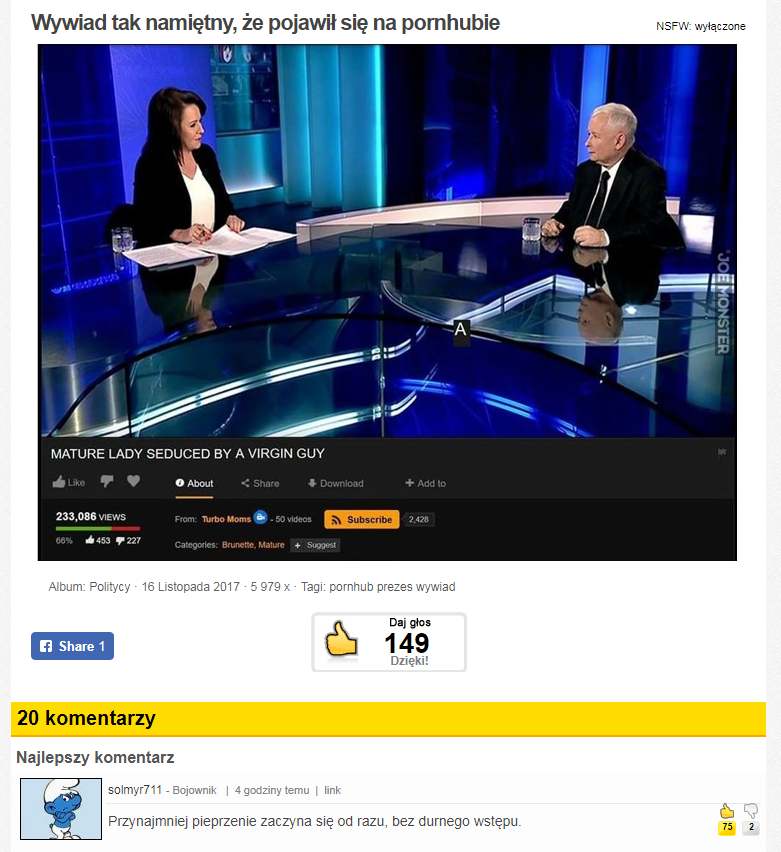 Wywiad tak namiętny, że pojawił się na pornhubie
NSFW: wyłączone
JOE MONSTER
A
MATURE LADY SEDUCED BY A VIRGIN GUY
Like About Share Download + Add to
233,086 VIEWS
From: Turbo Moms - 50 videos Subscribe 2,428
66% 453 227
Categories: Brunette, Mature + Suggest
Album: Politycy · 16 Listopada 2017 · 5 979 x · Tagi: pornhub prezes wywiad
Share 1
Daj głos
149
Dzięki!
20 komentarzy
Najlepszy komentarz
solmyr711 - Bojownik | 4 godziny temu | link
Przynajmniej pieprzenie zaczyna się od razu, bez durnego wstępu.
75 2